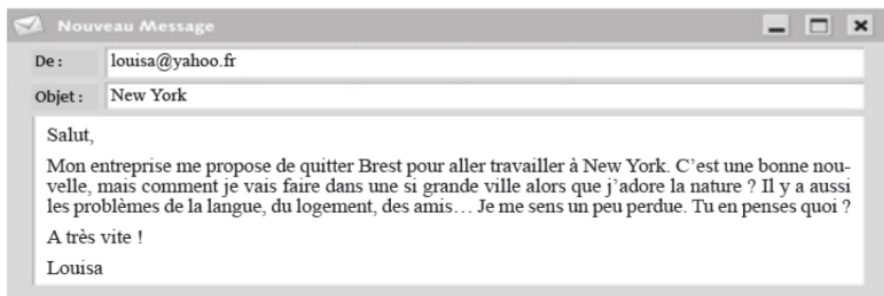 Nouveau Message
De : louisa@yahoo.fr
Objet : New York
Salut,
Mon entreprise me propose de quitter Brest pour aller travailler à New York. C'est une bonne nou-
velle, mais comment je vais faire dans une si grande ville alors que j'adore la nature ? Il y a aussi
les problèmes de la langue, du logement, des amis… Je me sens un peu perdue. Tu en penses quoi ?
A très vite !
Louisa